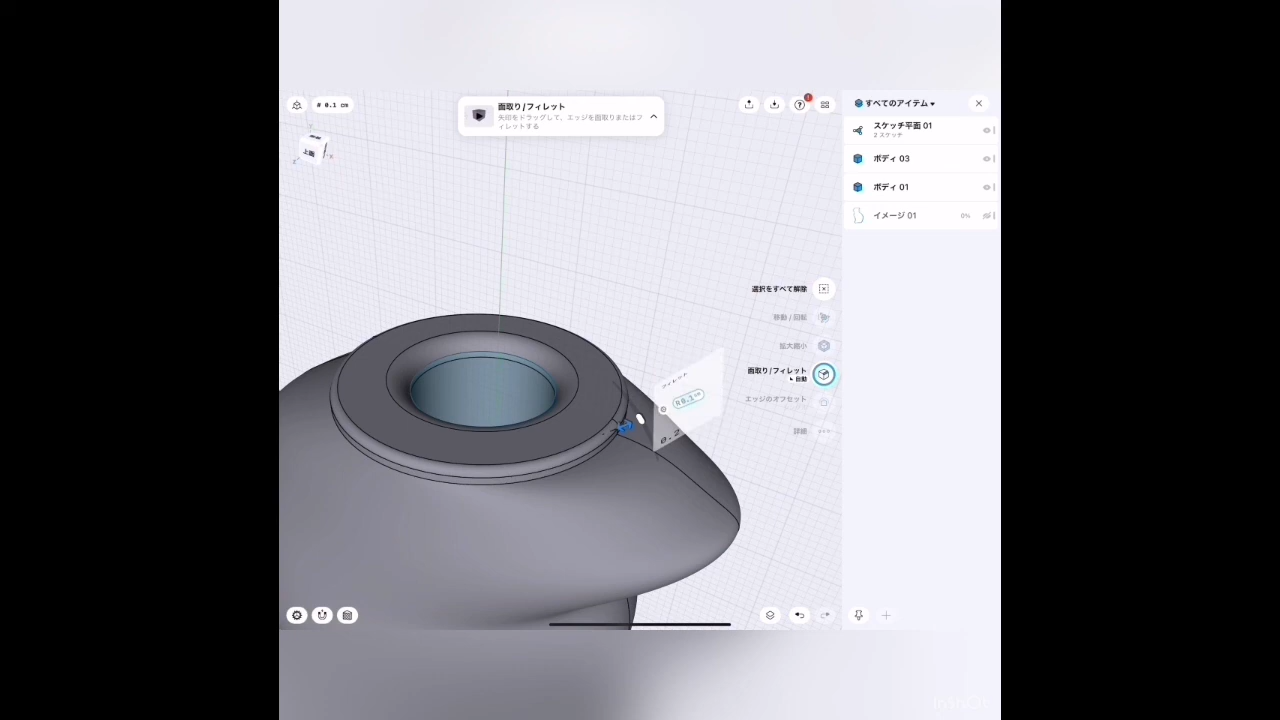 # 0.1 cm
面取り/フィレット
矢印をドラッグして、エッジを面取りまたはフ
ィレットする
すべてのアイテム
スケッチ平面 01
2 スケッチ
ボディ 03
ボディ 01
イメージ 01
0%
上面
選択をすべて解除
移動 / 回転
拡大縮小
面取り/フィレット
自動
エッジのオフセット
詳細
フィレット
R0.1cm